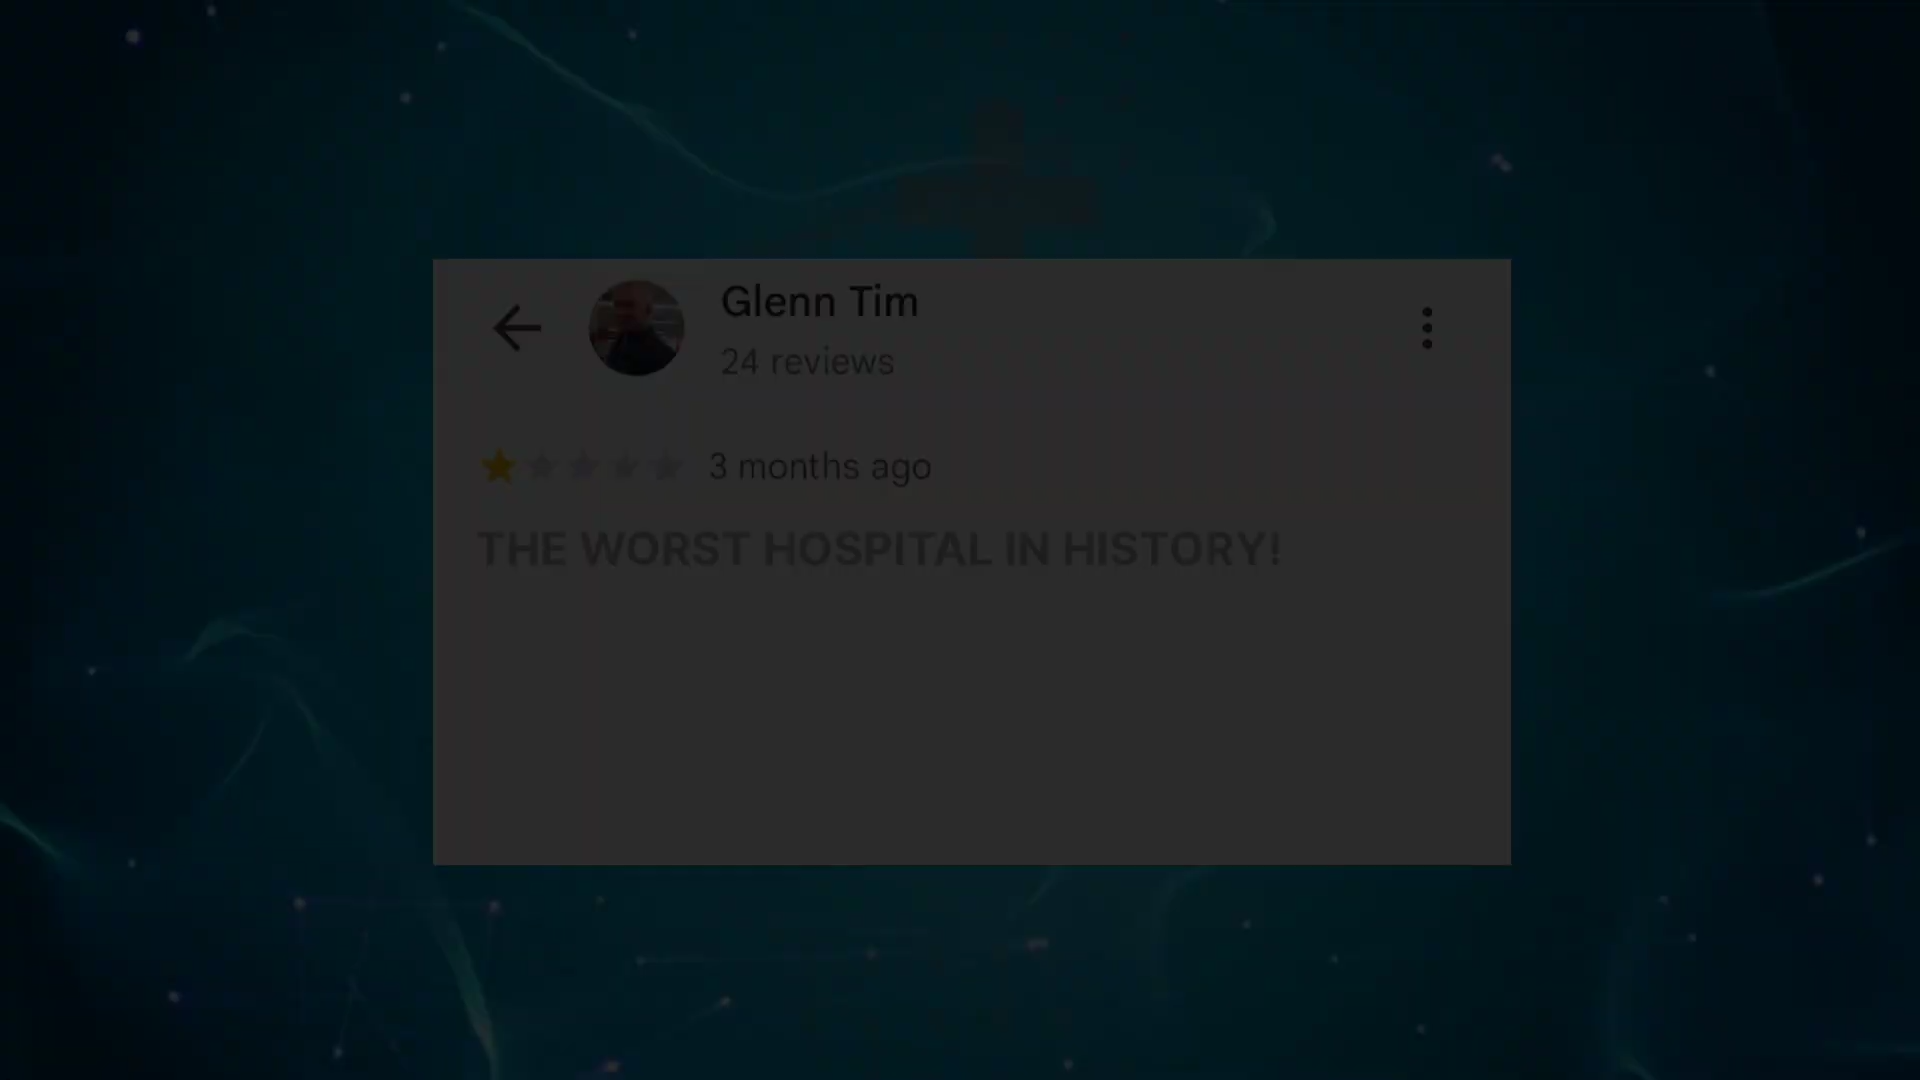 Glenn Tim
24 reviews
3 months ago
THE WORST HOSPITAL IN HISTORY!